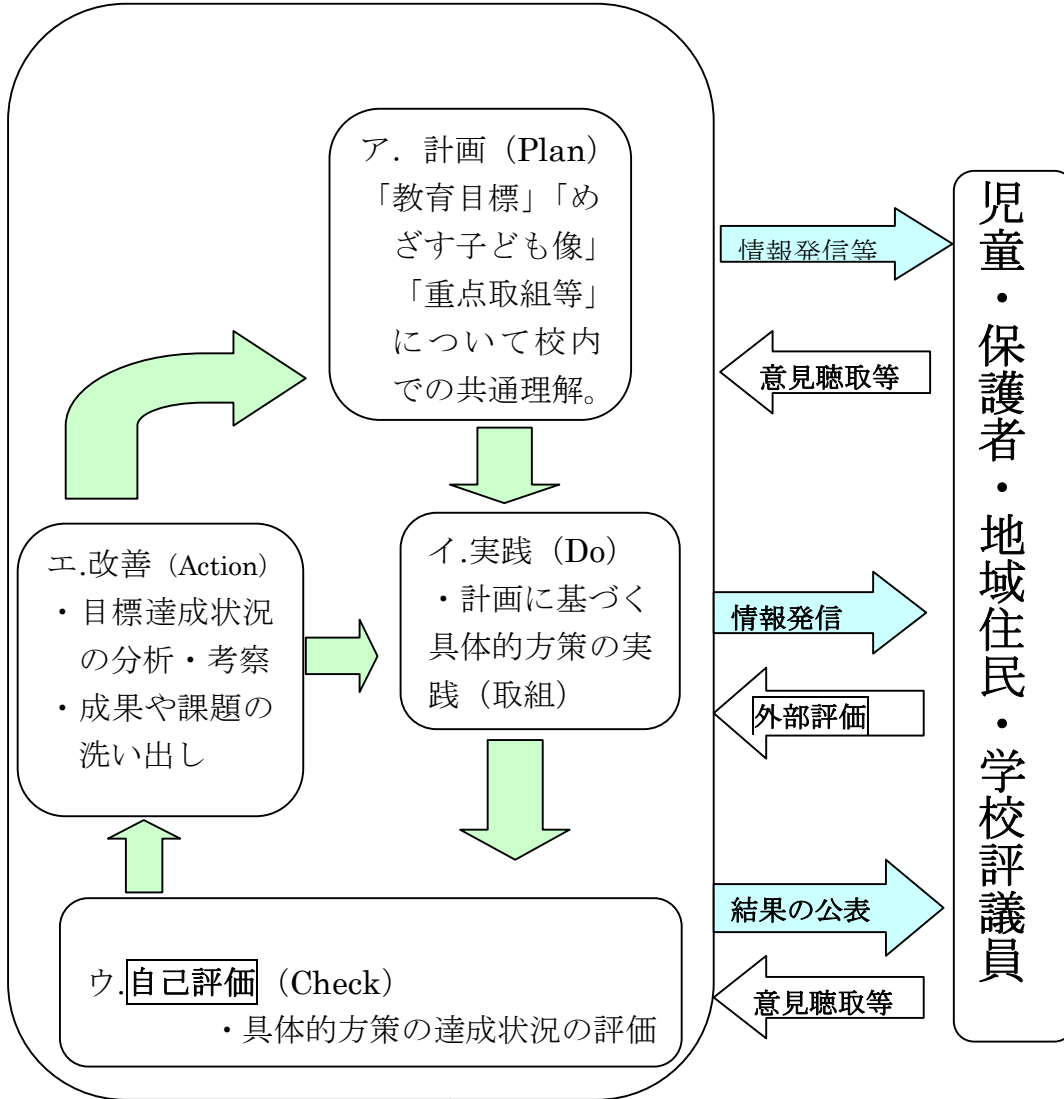 ア．計画（Plan）
「教育目標」「め
ざす子ども像」
「重点取組等」
について校内
での共通理解。
情報発信等
意見聴取等
エ.改善（Action）
・目標達成状況
の分析・考察
・成果や課題の
洗い出し
イ.実践（Do）
・計画に基づく
具体的方策の実
践（取組）
情報発信
外部評価
ウ.自己評価（Check）
・具体的方策の達成状況の評価
結果の公表
意見聴取等
児童・保護者・地域住民・学校評議員